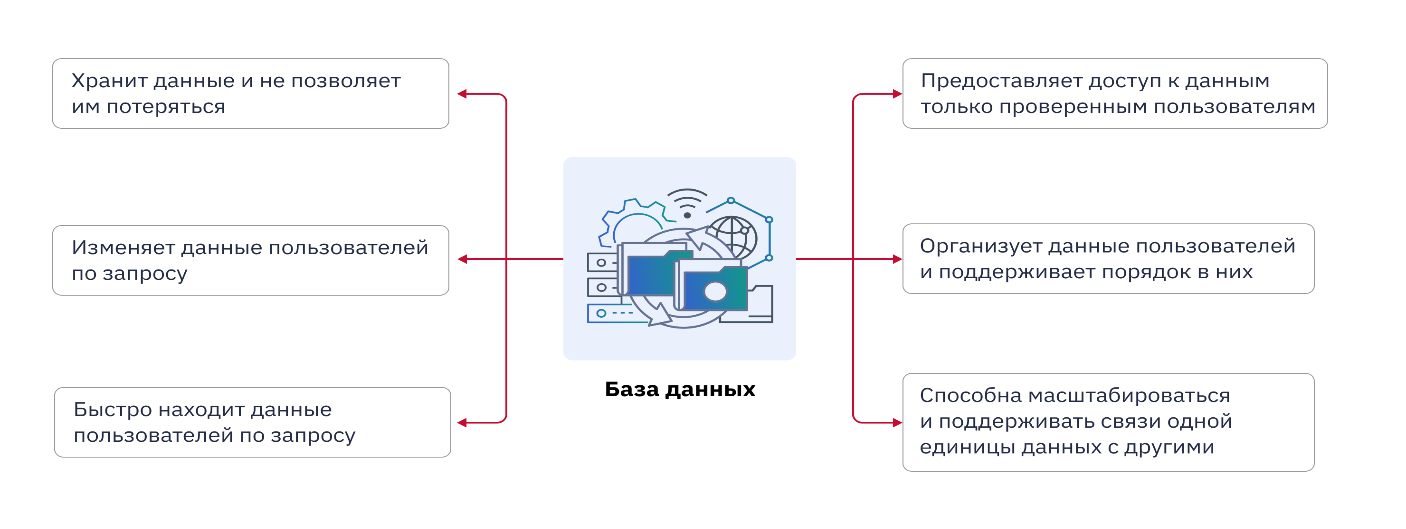 Хранит данные и не позволяет
им потеряться
Изменяет данные пользователей
по запросу
Быстро находит данные
пользователей по запросу
База данных
Предоставляет доступ к данным
только проверенным пользователям
Организует данные пользователей
и поддерживает порядок в них
Способна масштабироваться
и поддерживать связи одной
единицы данных с другими